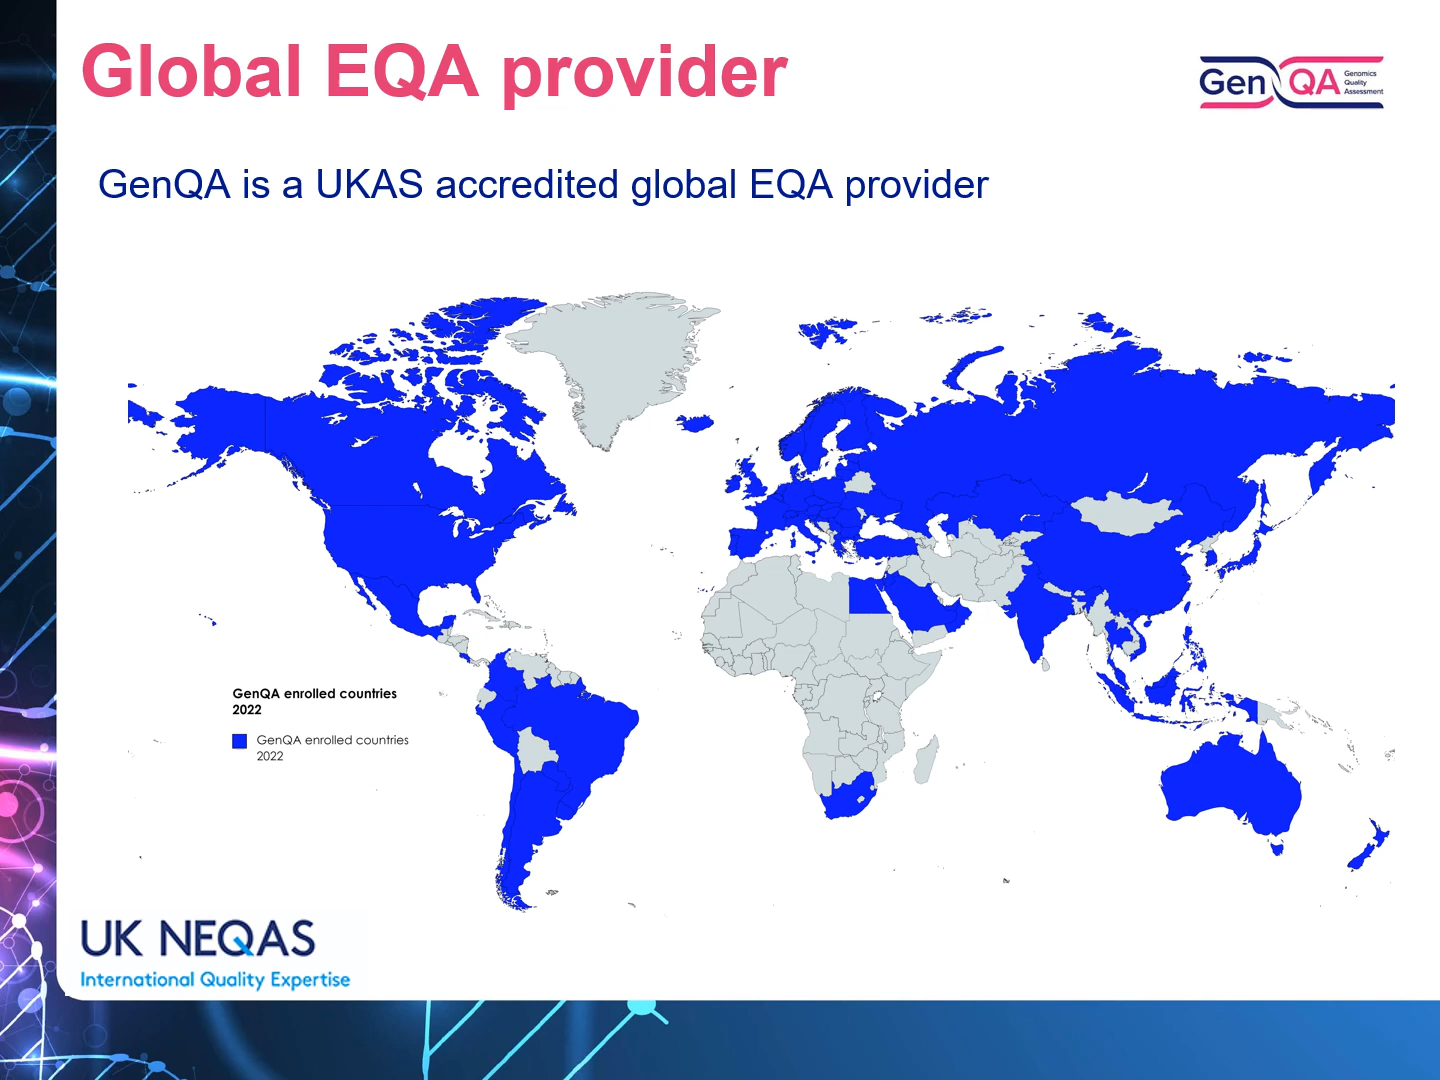 Global EQA provider
GenQA Genomics
Quality
Assessment
GenQA is a UKAS accredited global EQA provider
GenQA enrolled countries
2022
GenQA enrolled countries
2022
UK NEQAS
International Quality Expertise